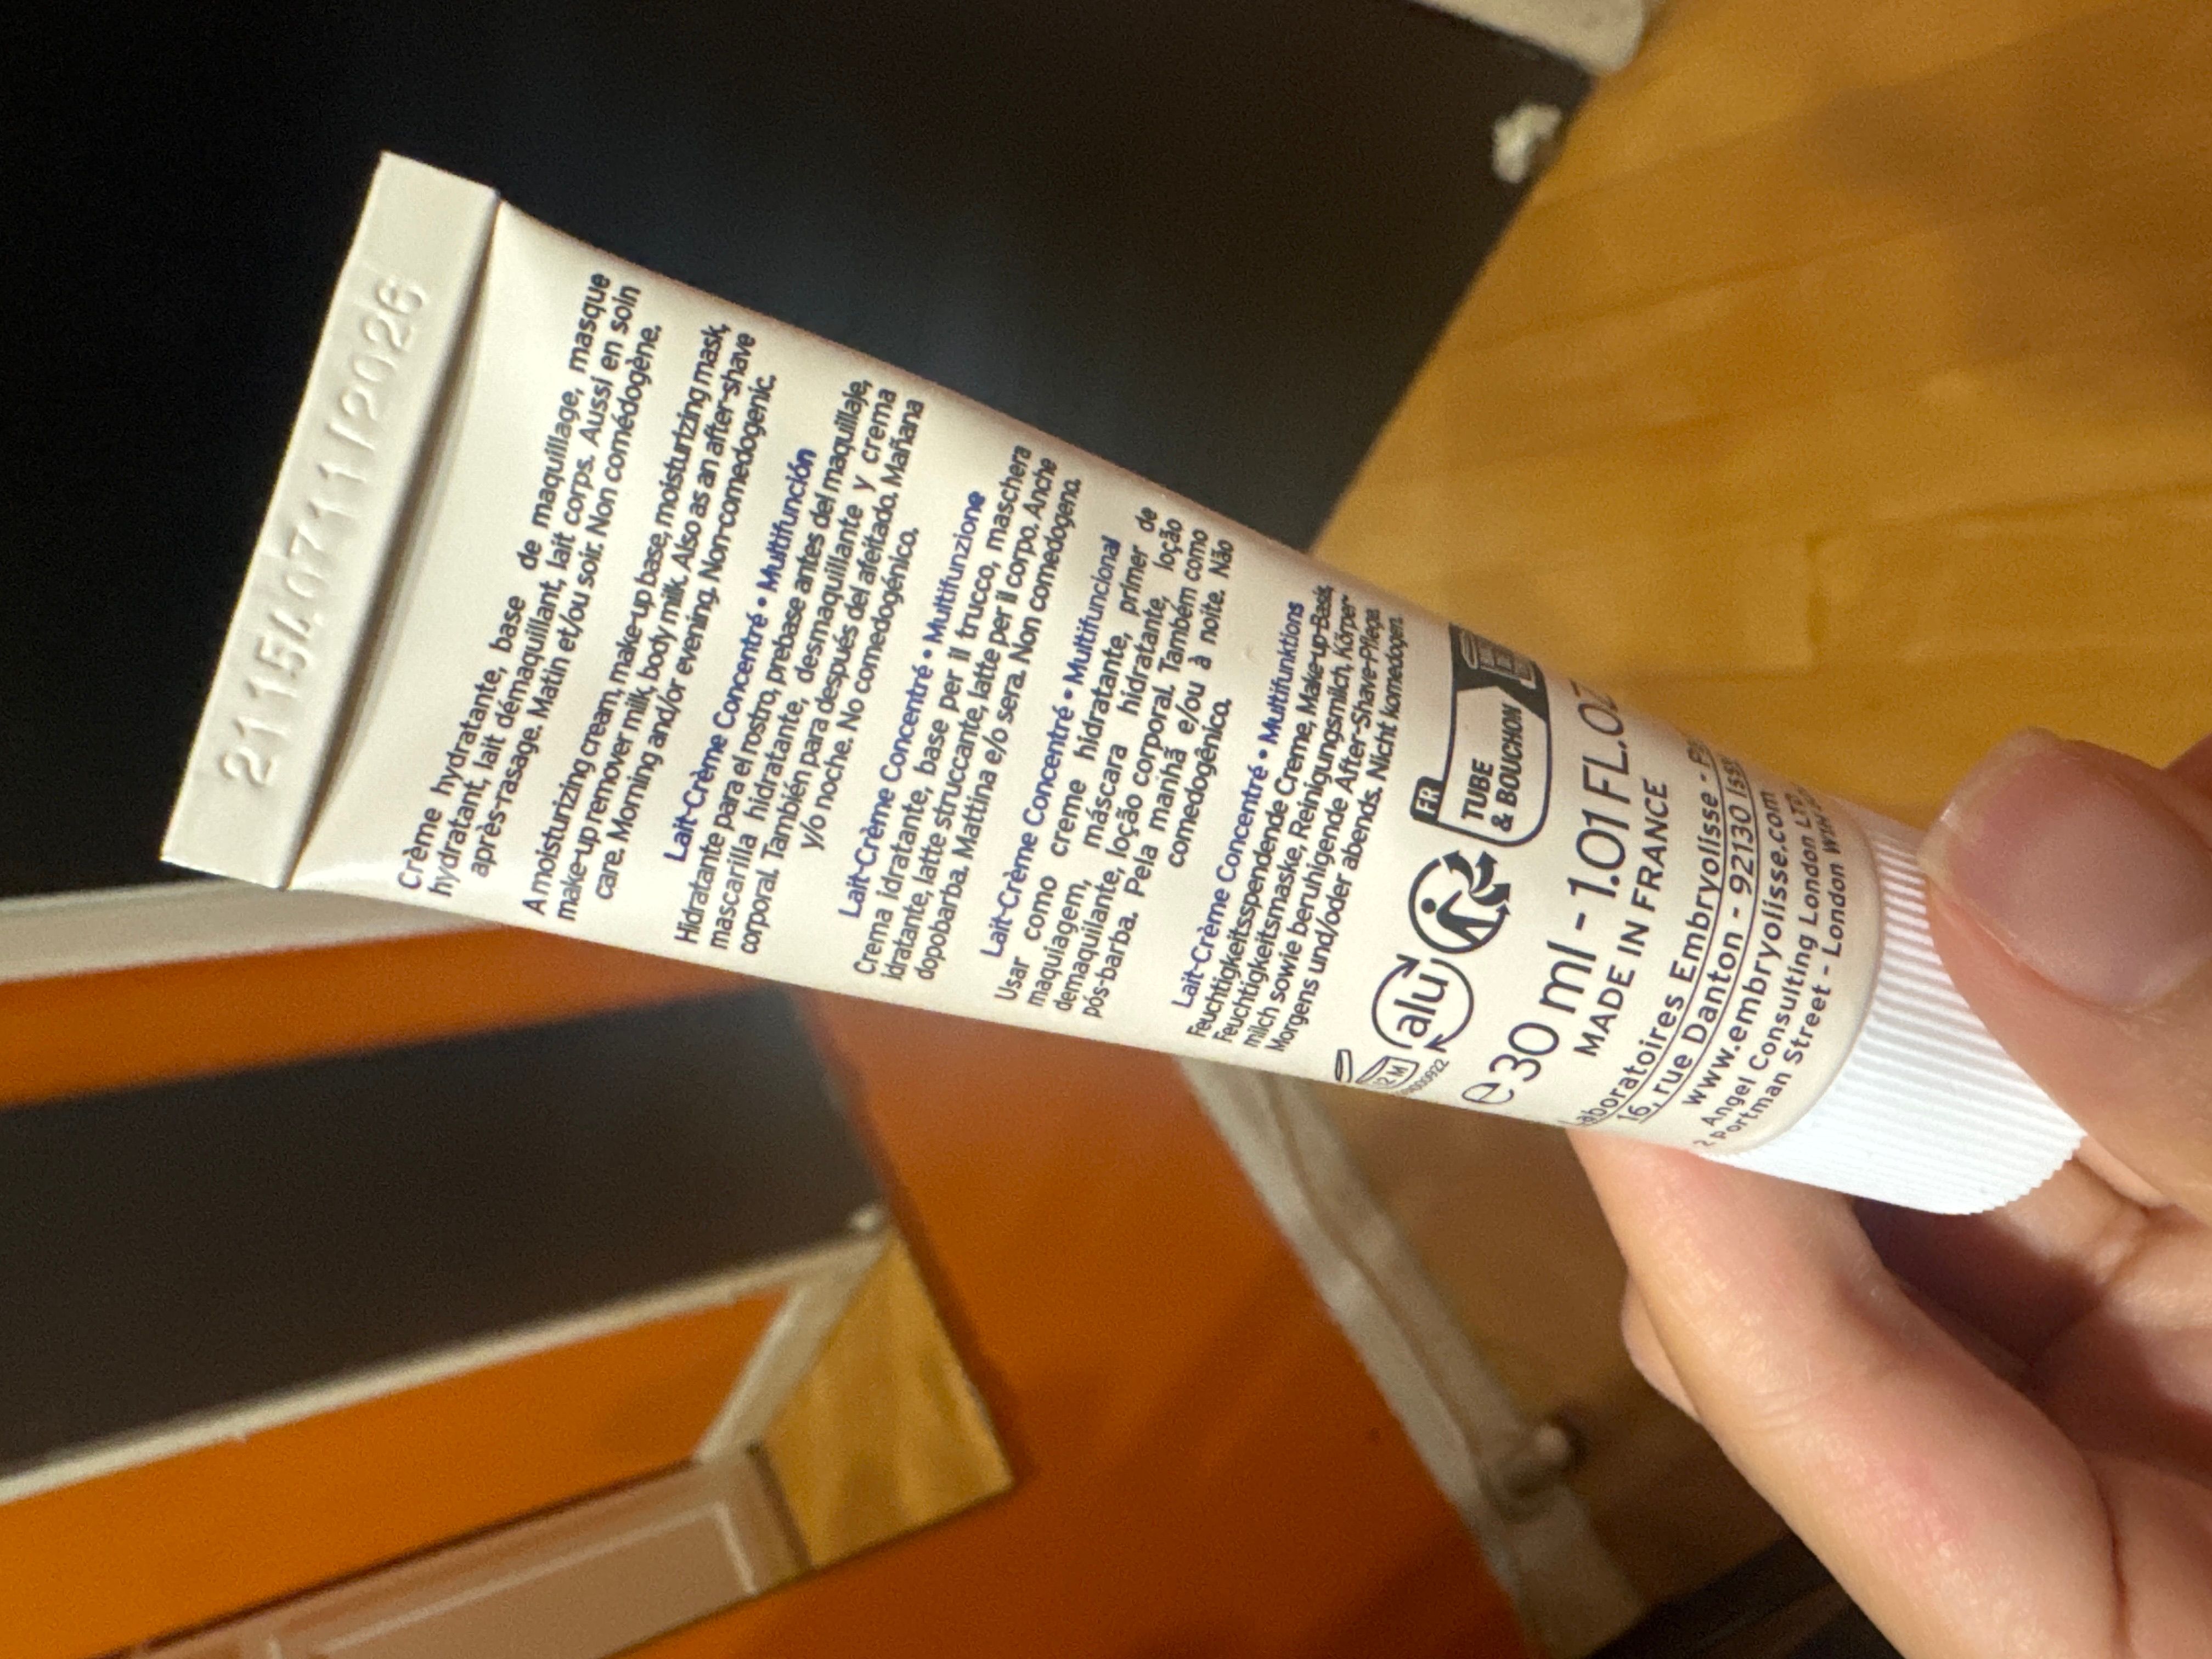 2115407 11/2026
Crème hydratante, base de maquillage, masque
hydratant, lait démaquillant, lait corps. Aussi en soin
après-rasage. Matin et/ou soir. Non comédogène.
A moisturizing cream, make-up base, moisturizing mask,
make-up remover milk, body milk. Also as an after-shave
care. Morning and/or evening. Non-comedogenic.
Lait-Crème Concentré • Multifunción
Hidratante para el rostro, prebase antes del maquillaje,
mascarilla hidratante, desmaquillante y crema
corporal. También para después del afeitado. Mañana
y/o noche. No comedogénico.
Lait-Crème Concentré • Multifunzione
Crema idratante, base per il trucco, maschera
idratante, latte struccante, latte per il corpo. Anche
dopobarba. Mattina e/o sera. Non comedogeno.
Lait-Crème Concentré • Multifuncional
Usar como creme hidratante, primer de
maquiagem, máscara hidratante, loção
demaquilante, loção corporal. Também como
pós-barba. Pela manhã e/ou à noite. Não
comedogênico.
Lait-Crème Concentré • Multifunktions
Feuchtigkeitsspendende Creme, Make-up-Basis,
Feuchtigkeitsmaske, Reinigungsmilch, Körper-
milch sowie beruhigende After-Shave-Pflege.
Morgens und/oder abends. Nicht komedogen.
12 M
alu
FR
TUBE
& BOUCHON
e 30 ml - 1.01 FL.OZ
MADE IN FRANCE
Laboratoires Embryolisse -
16, rue Danton - 92130
www.embryolisse.com
Angel Consulting London LTD
Portman Street - London W1H